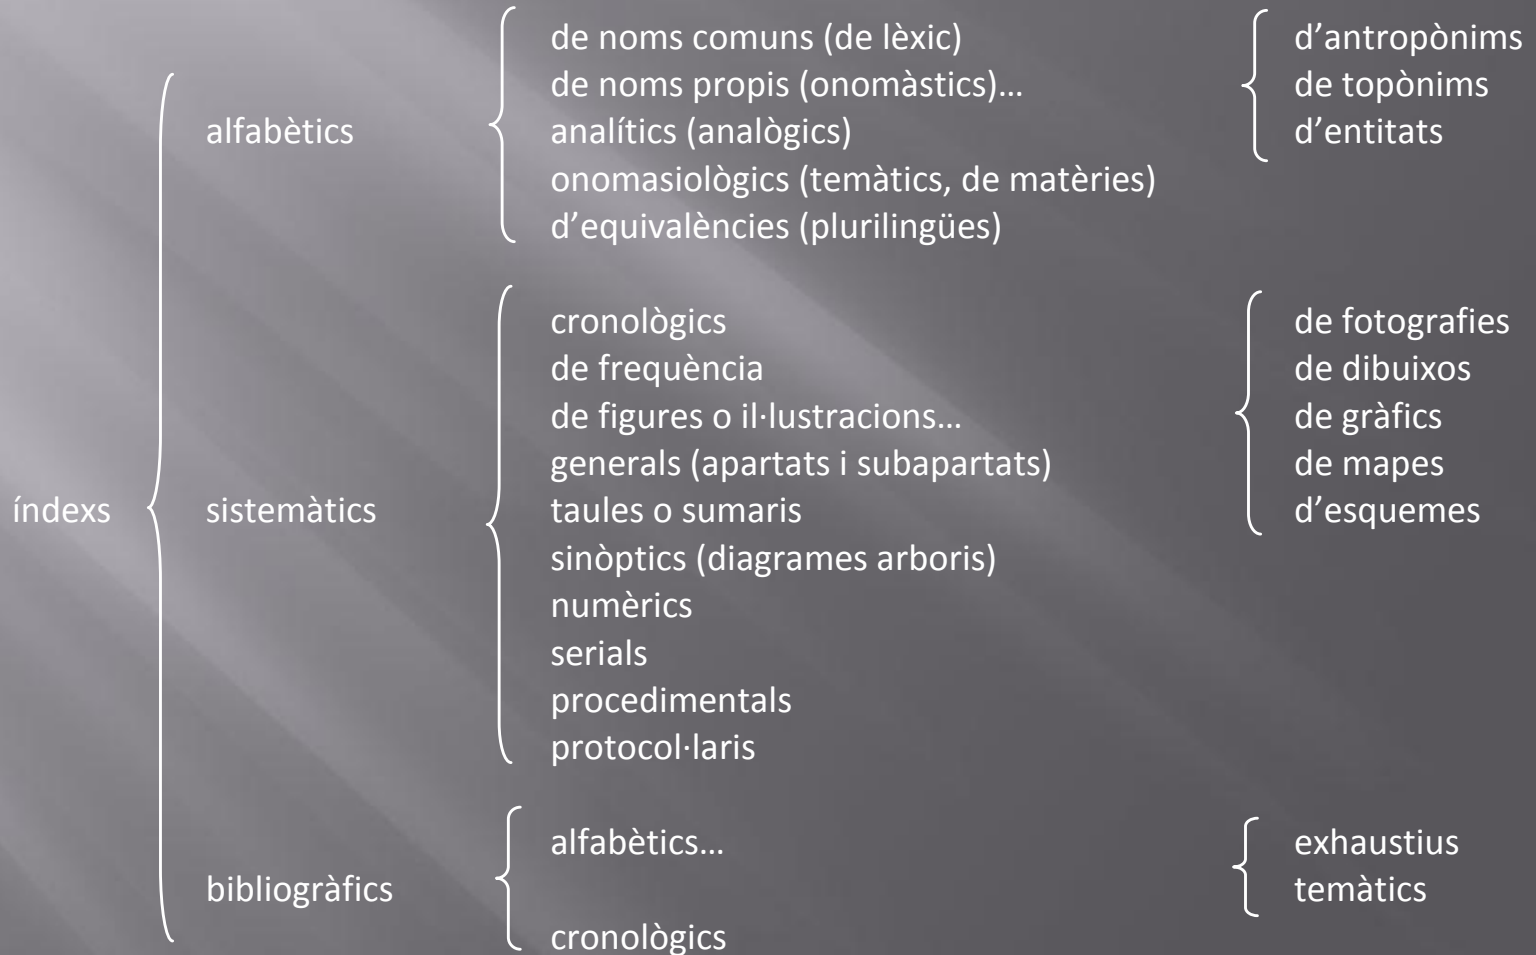 de noms comuns (de lèxic)
de noms propis (onomàstics)...
alfabètics
analítics (analògics)
onomasiològics (temàtics, de matèries)
d’equivalències (plurilingües)
d’antropònims
de topònims
d’entitats
cronològics
de frequència
de figures o il·lustracions...
generals (apartats i subapartats)
índexs
sistemàtics
taules o sumaris
sinòptics (diagrames arboris)
numèrics
serials
procedimentals
protocol·laris
de fotografies
de dibuixos
de gràfics
de mapes
d’esquemes
alfabètics...
bibliogràfics
cronològics
exhaustius
temàtics